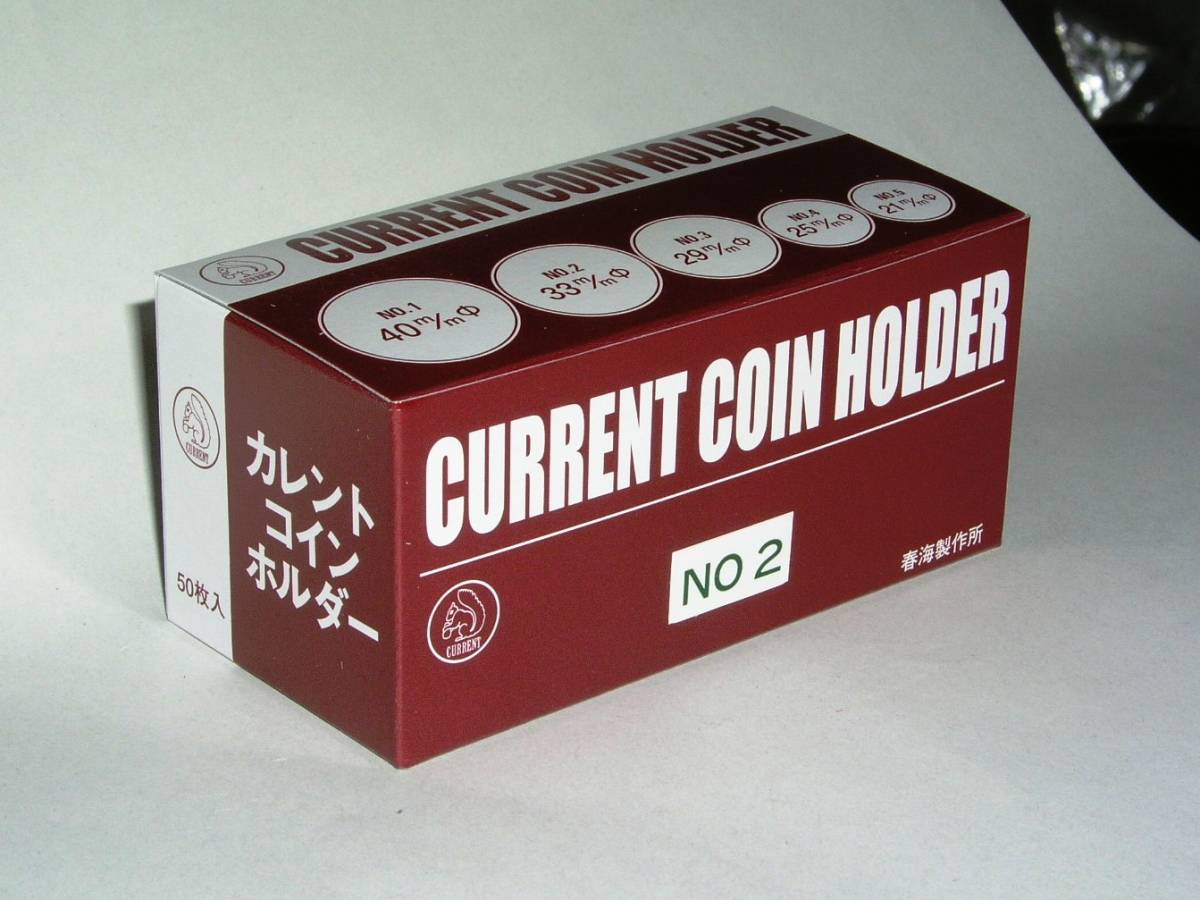 CURRENT COIN HOLDER
CURRENT
NO.1
40m/mΦ
NO.2
33m/mΦ
NO.3
29m/mΦ
NO.4
25m/mΦ
NO.5
21m/mΦ
CURRENT
カレント
コイン
ホルダー
50枚入
CURRENT COIN HOLDER
NO 2
CURRENT
春海製作所